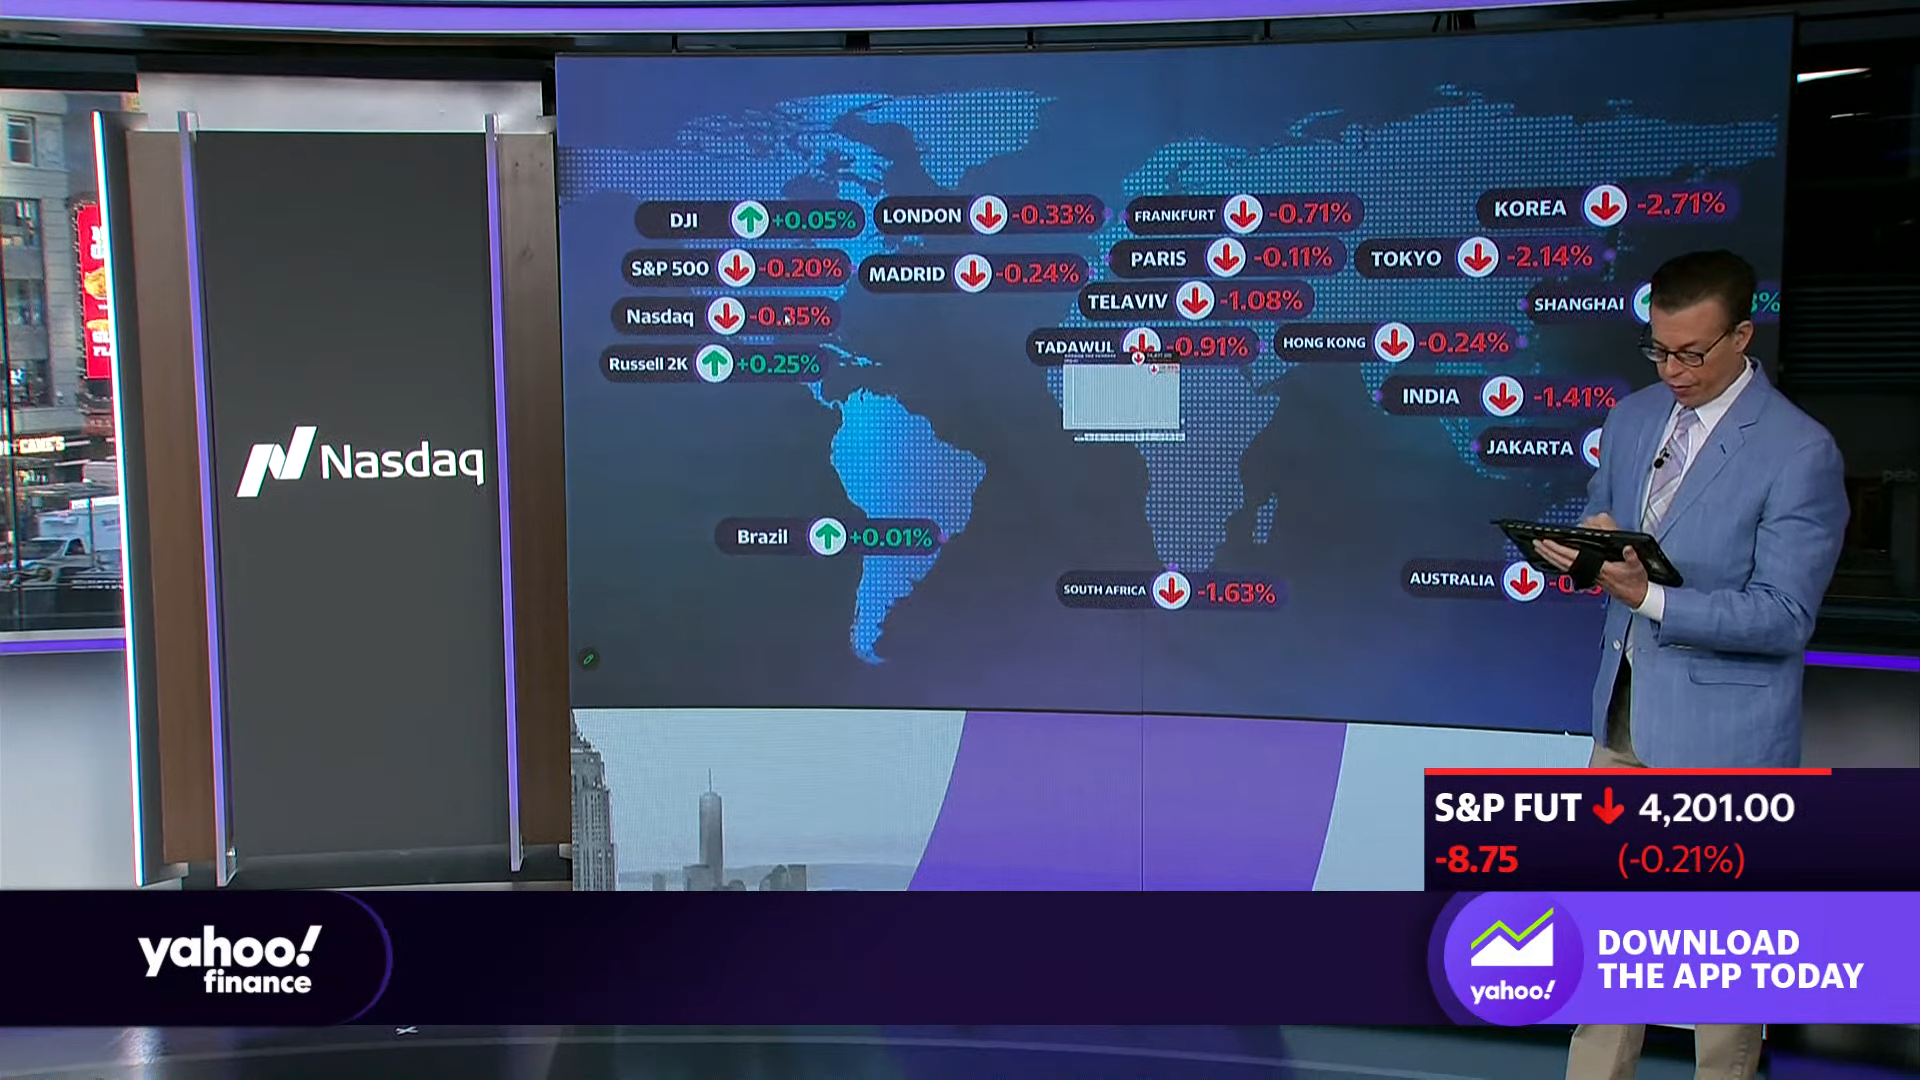 DJI +0.05%
LONDON -0.33%
FRANKFURT -0.71%
KOREA -2.71%
S&P 500 -0.20%
MADRID -0.24%
PARIS -0.11%
TOKYO -2.14%
Nasdaq -0.35%
TELAVIV -1.08%
SHANGHAI
Russell 2K +0.25%
TADAWUL -0.91%
HONG KONG -0.24%
INDIA -1.41%
JAKARTA
Nasdaq
Brazil +0.01%
SOUTH AFRICA -1.63%
AUSTRALIA
S&P FUT 4,201.00
-8.75 (-0.21%)
yahoo!
finance
yahoo!
DOWNLOAD
THE APP TODAY